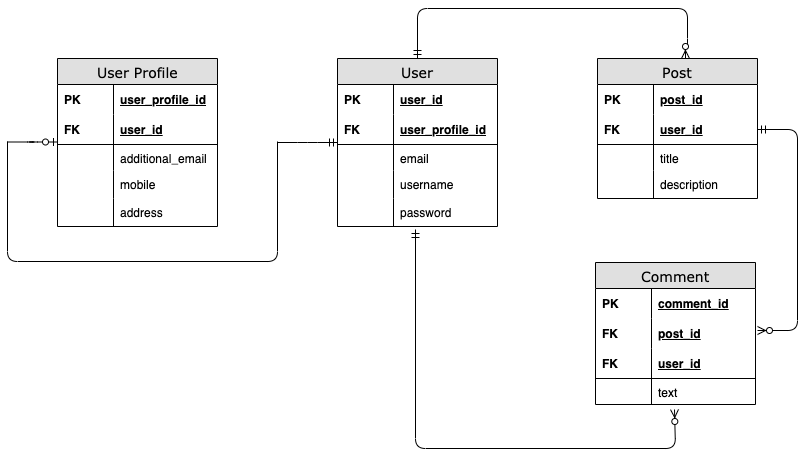 User Profile
PK user_profile_id
FK user_id
additional_email
mobile
address
User
PK user_id
FK user_profile_id
email
username
password
Post
PK post_id
FK user_id
title
description
Comment
PK comment_id
FK post_id
FK user_id
text